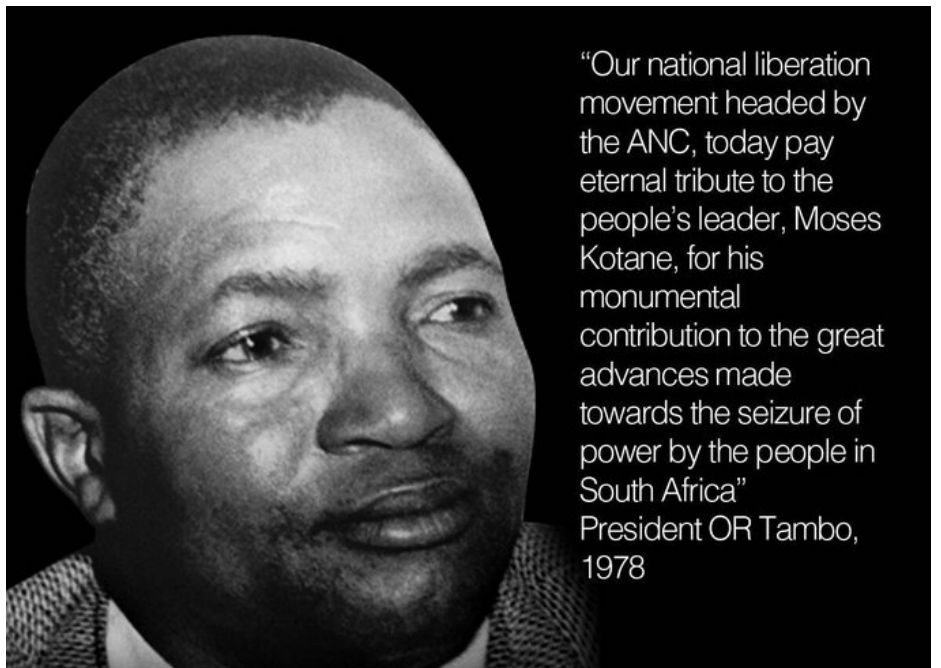 “Our national liberation
movement headed by
the ANC, today pay
eternal tribute to the
people’s leader, Moses
Kotane, for his
monumental
contribution to the great
advances made
towards the seizure of
power by the people in
South Africa”
President OR Tambo,
1978